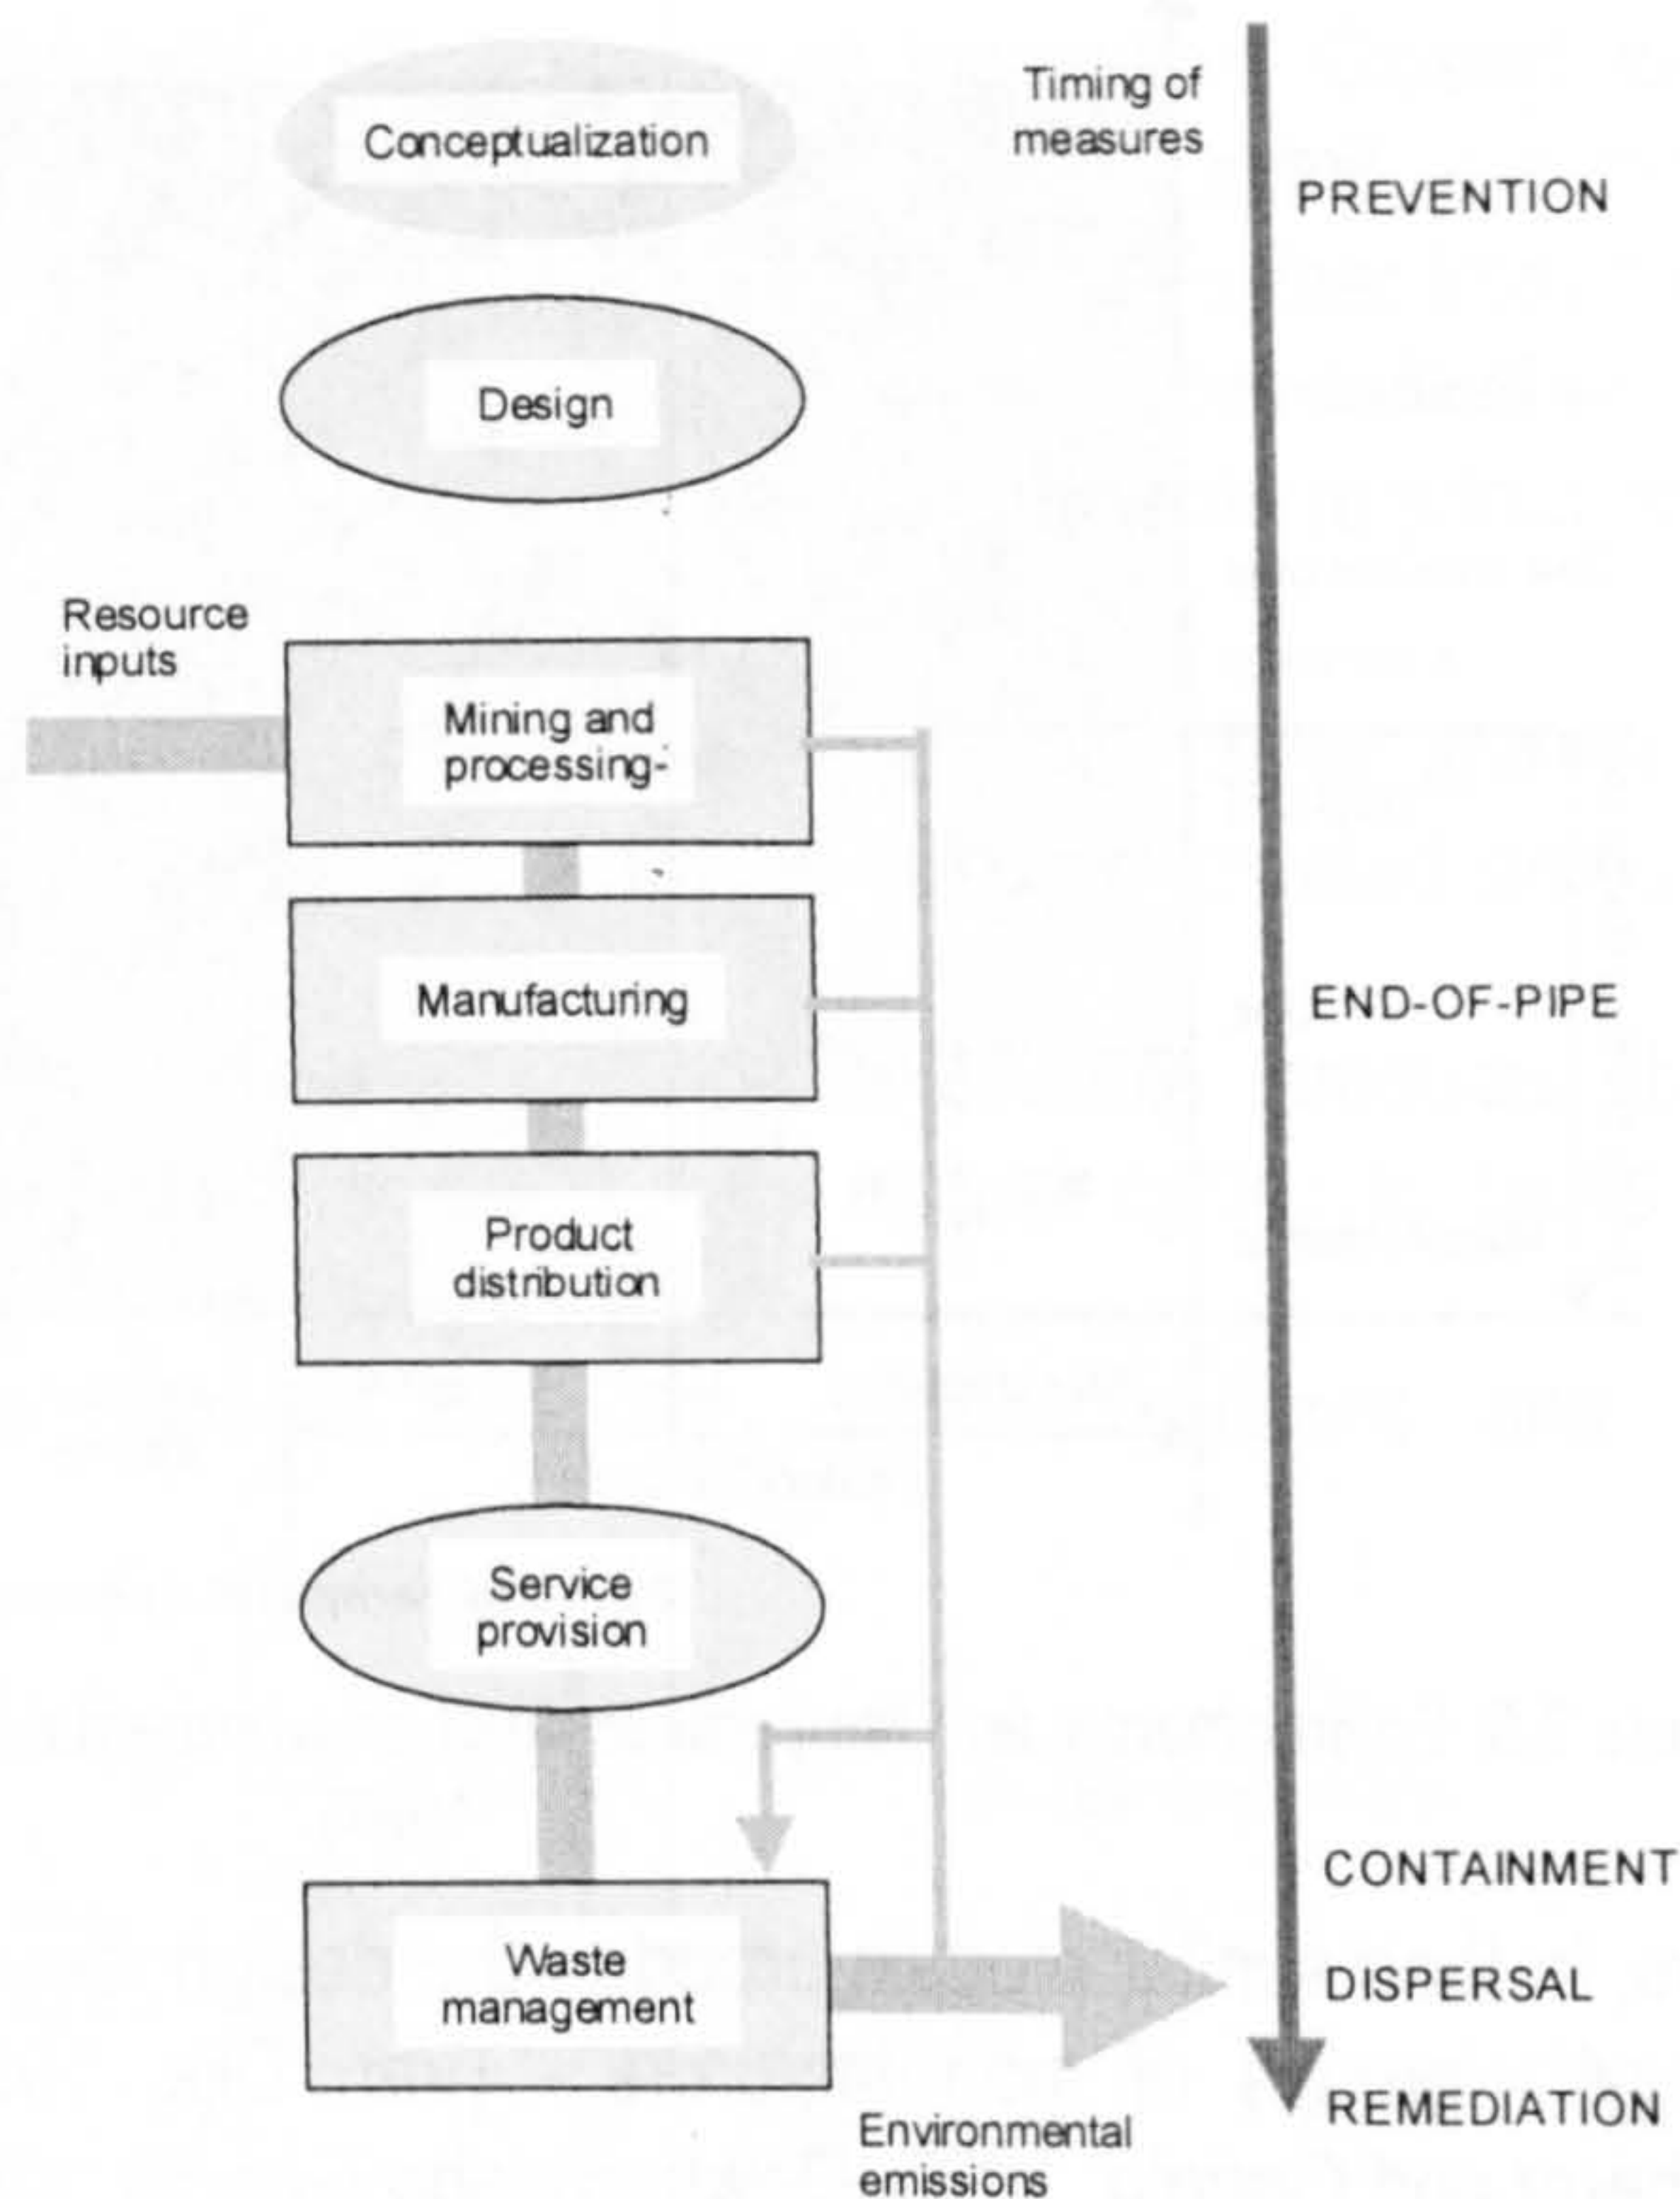 Conceptualization
Timing of
measures
PREVENTION
Design
Resource
inputs
Mining and
processing-
Manufacturing
END-OF-PIPE
Product
distribution
Service
provision
CONTAINMENT
Waste
management
DISPERSAL
REMEDIATION
Environmental
emissions